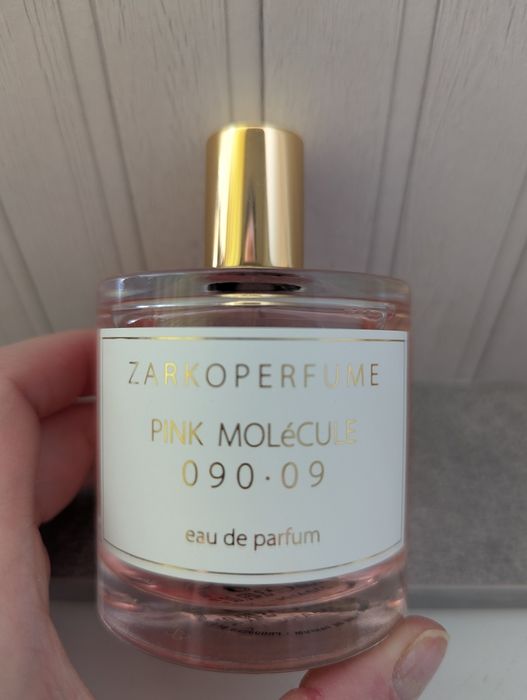 ZARKOPERFUME
PINK MOLéCULE
090·09
eau de parfum